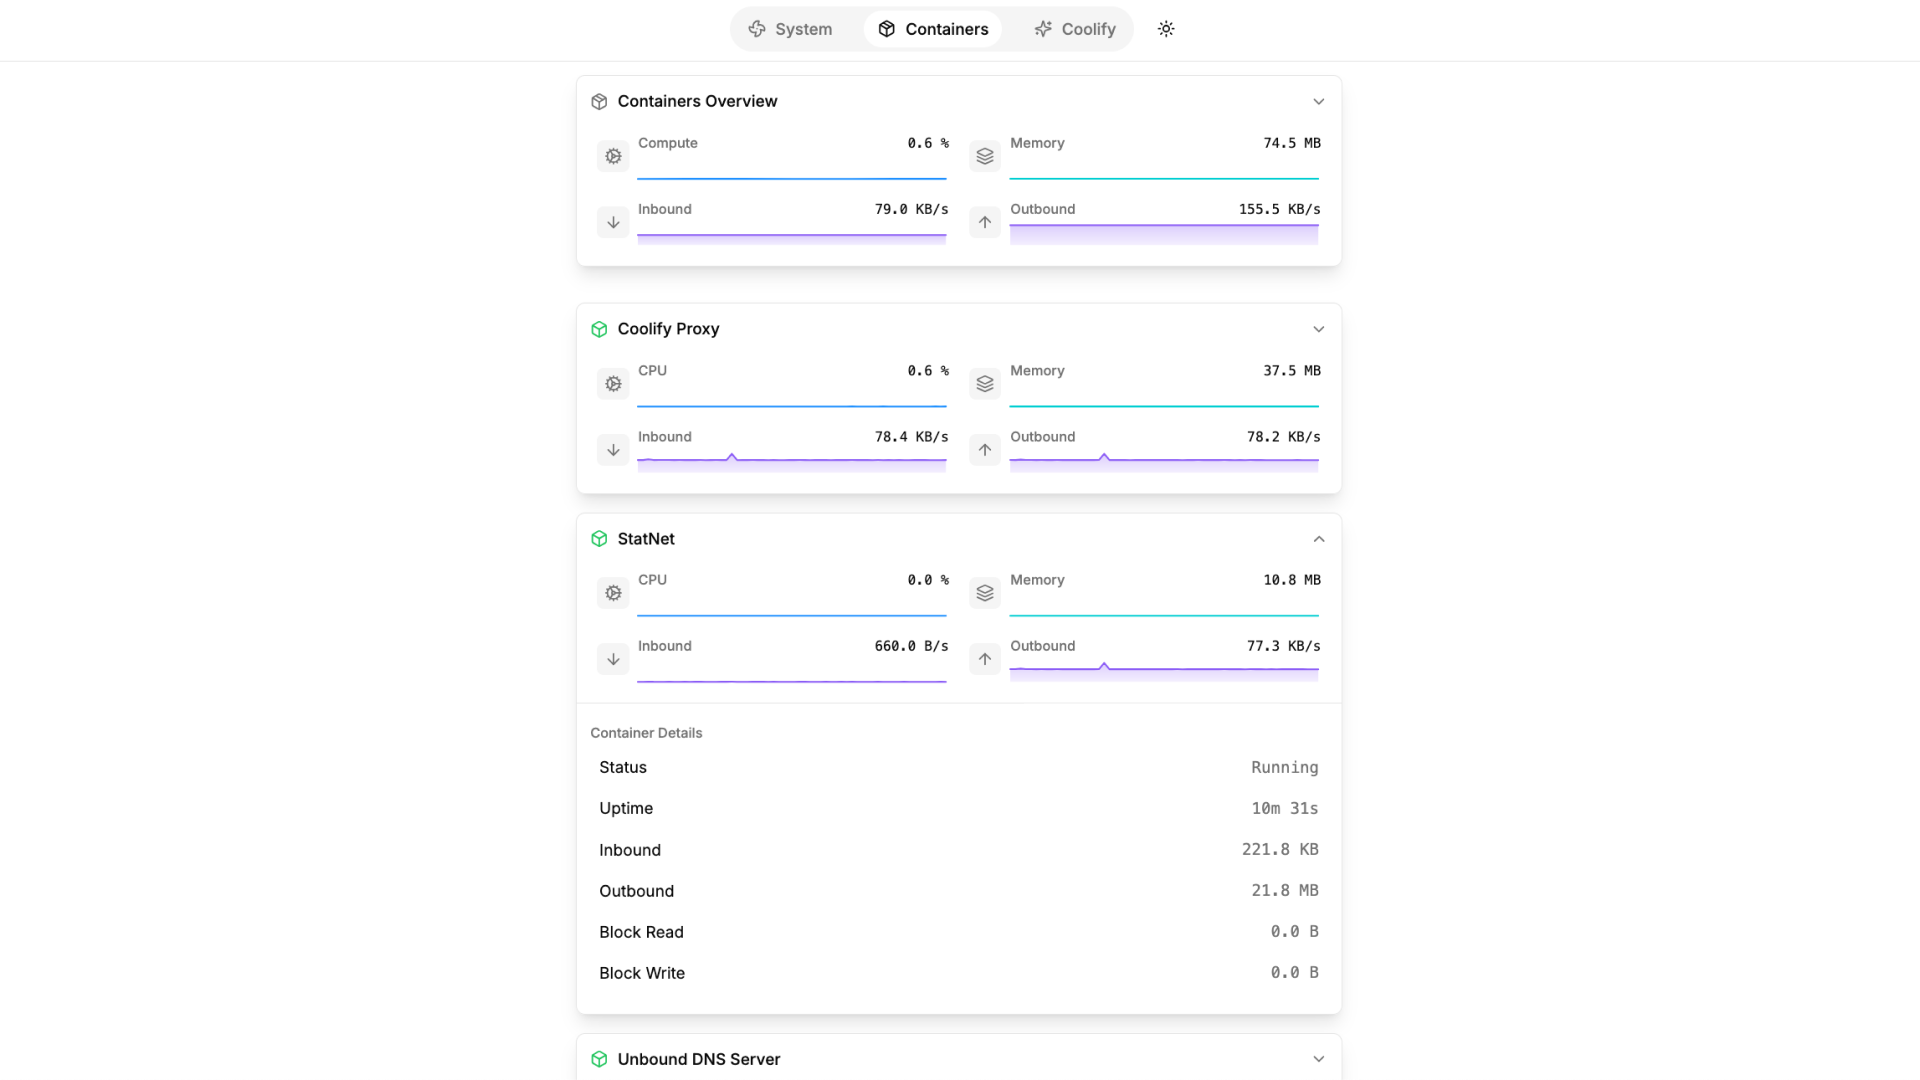 System Containers Coolify
Containers Overview
Compute 0.6 % Memory 74.5 MB
Inbound 79.0 KB/s Outbound 155.5 KB/s
Coolify Proxy
CPU 0.6 % Memory 37.5 MB
Inbound 78.4 KB/s Outbound 78.2 KB/s
StatNet
CPU 0.0 % Memory 10.8 MB
Inbound 660.0 B/s Outbound 77.3 KB/s
Container Details
Status Running
Uptime 10m 31s
Inbound 221.8 KB
Outbound 21.8 MB
Block Read 0.0 B
Block Write 0.0 B
Unbound DNS Server